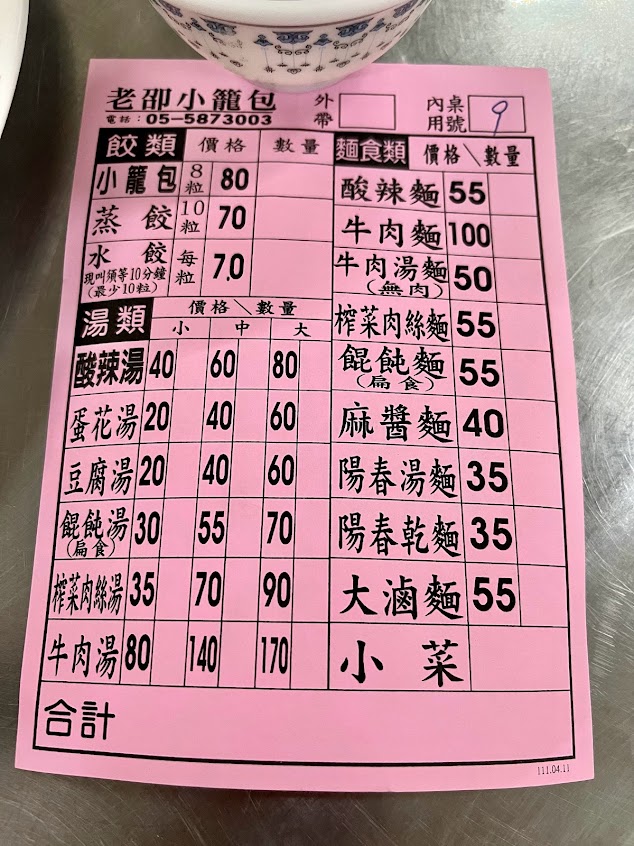 老邵小籠包
電話：05-5873003
外帶
內用桌號 9
餃類 價格 數量
小籠包 8粒 80
蒸餃 10粒 70
水餃 每粒 7.0
現叫須等10分鐘
(最少10粒)
湯類 價格＼數量
小 中 大
酸辣湯 40 60 80
蛋花湯 20 40 60
豆腐湯 20 40 60
餛飩湯 30 55 70
(扁食)
榨菜肉絲湯 35 70 90
牛肉湯 80 140 170
麵食類 價格＼數量
酸辣麵 55
牛肉麵 100
牛肉湯麵 50
(無肉)
榨菜肉絲麵 55
餛飩麵 55
(扁食)
麻醬麵 40
陽春湯麵 35
陽春乾麵 35
大滷麵 55
小菜
合計
111.04.11